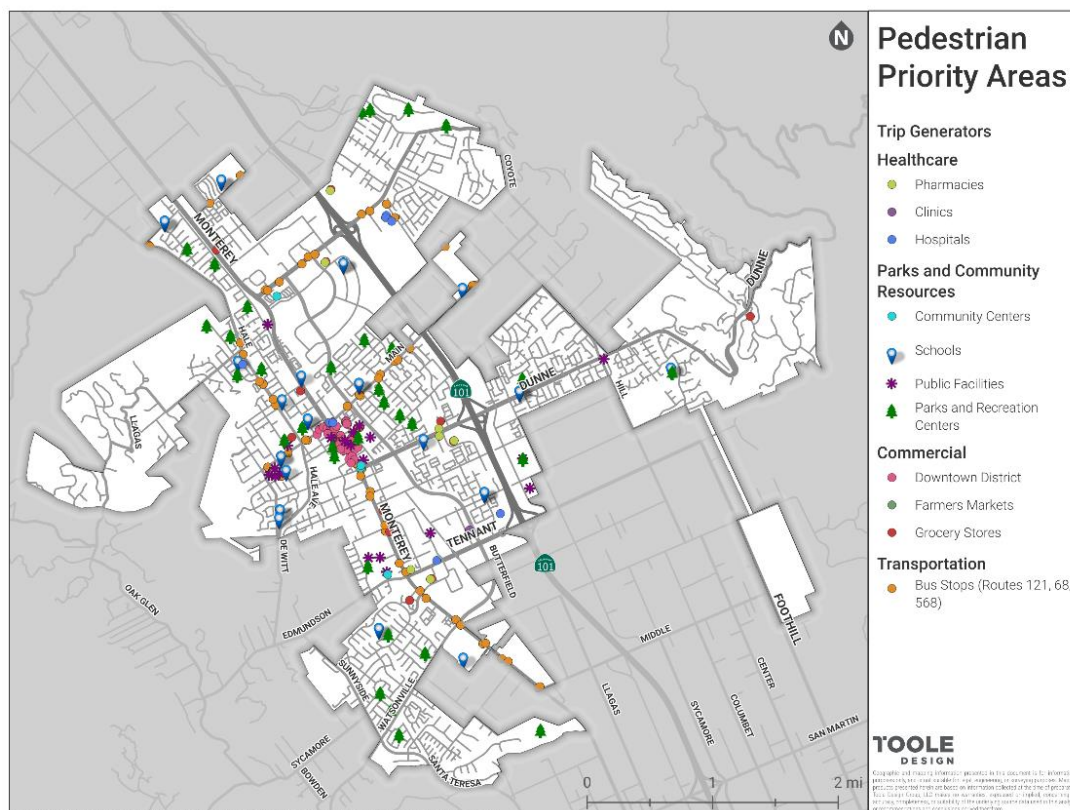 Pedestrian
Priority Areas
Trip Generators
Healthcare
Pharmacies
Clinics
Hospitals
Parks and Community
Resources
Community Centers
Schools
Public Facilities
Parks and Recreation
Centers
Commercial
Downtown District
Farmers Markets
Grocery Stores
Transportation
Bus Stops (Routes 121, 68,
568)
TOOLE
DESIGN
N
COYOTE
MONTEREY
DUNNE
HALE
MAIN
101
DUNNE
HILL
LLAGAS
HALE AVE
MONTEREY
TENNANT
DE WITT
BUTTERFIELD
101
OAK GLEN
EDMUNDSON
FOOTHILL
MIDDLE
SUNNYSIDE
WATSONVILLE
CENTER
LLAGAS
SYCAMORE
COLUMBET
SAN MARTIN
SYCAMORE
BOWDEN
SANTA TERESA
0 1 2 mi